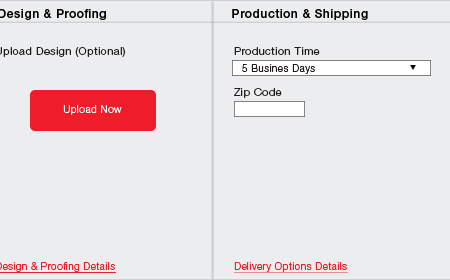 Design & Proofing
Upload Design (Optional)
Upload Now
Design & Proofing Details
Production & Shipping
Production Time
5 Busines Days
Zip Code
Delivery Options Details